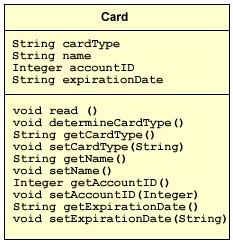 Card
String cardType
String name
Integer accountID
String expirationDate
void read ()
void determineCardType()
String getCardType()
void setCardType(String)
String getName()
void setName()
Integer getAccountID()
void setAccountID(Integer)
String getExpirationDate()
void setExpirationDate(String)